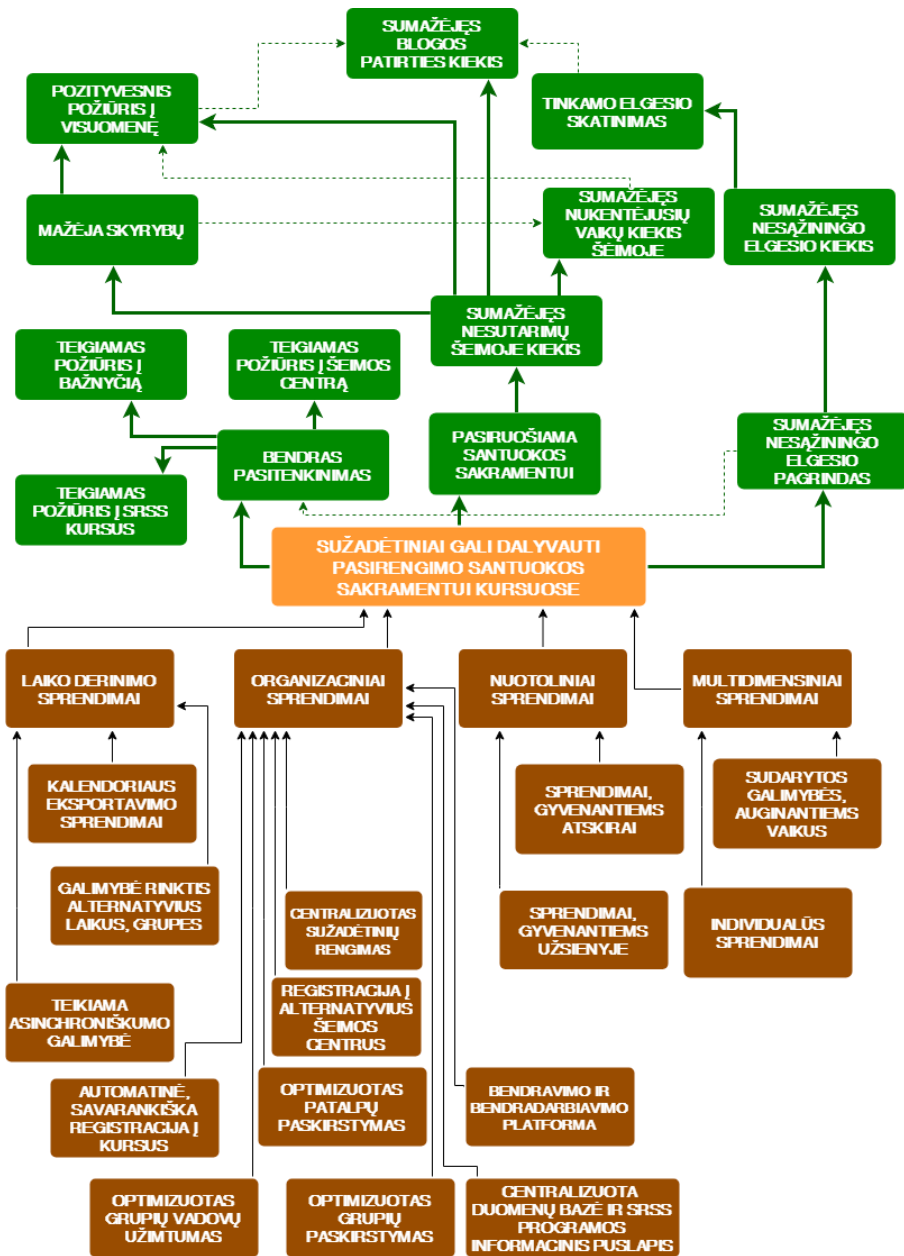 SUMAŽĖJĘS
BLOGOS
PATIRTIES KIEKIS
POZITYVESNIS
POŽIŪRIS Į
VISUOMENĘ
TINKAMO ELGESIO
SKATINIMAS
MAŽĖJA SKYRYBŲ
SUMAŽĖJĘS
NUKENTĖJUSIŲ
VAIKŲ KIEKIS
ŠEIMOJE
SUMAŽĖJĘS
NESĄŽININGO
ELGESIO KIEKIS
SUMAŽĖJĘS
NESUTARIMŲ
ŠEIMOJE KIEKIS
TEIGIAMAS
POŽIŪRIS Į
BAŽNYČIĄ
TEIGIAMAS
POŽIŪRIS Į ŠEIMOS
CENTRĄ
BENDRAS
PASITENKINIMAS
PASIRUOŠIAMA
SANTUOKOS
SAKRAMENTUI
SUMAŽĖJĘS
NESĄŽININGO
ELGESIO
PAGRINDAS
TEIGIAMAS
POŽIŪRIS Į SRSS
KURSUS
SUŽADĖTINIAI GALI DALYVAUTI
PASIRENGIMO SANTUOKOS
SAKRAMENTUI KURSUOSE
LAIKO DERINIMO
SPRENDIMAI
ORGANIZACINIAI
SPRENDIMAI
NUOTOLINIAI
SPRENDIMAI
MULTIDIMENSINIAI
SPRENDIMAI
KALENDORIAUS
EKSPORTAVIMO
SPRENDIMAI
SPRENDIMAI,
GYVENANTIEMS
ATSKIRAI
SUDARYTOS
GALIMYBĖS,
AUGINANTIEMS
VAIKUS
GALIMYBĖ RINKTIS
ALTERNATYVIUS
LAIKUS, GRUPES
CENTRALIZUOTAS
SUŽADĖTINIŲ
RENGIMAS
SPRENDIMAI,
GYVENANTIEMS
UŽSIENYJE
INDIVIDUALŪS
SPRENDIMAI
TEIKIAMA
ASINCHRONIŠKUMO
GALIMYBĖ
REGISTRACIJA Į
ALTERNATYVIUS
ŠEIMOS
CENTRUS
AUTOMATINĖ,
SAVARANKIŠKA
REGISTRACIJA Į
KURSUS
OPTIMIZUOTAS
PATALPŲ
PASKIRSTYMAS
BENDRAVIMO IR
BENDRADARBIAVIMO
PLATFORMA
OPTIMIZUOTAS
GRUPIŲ VADOVŲ
UŽIMTUMAS
OPTIMIZUOTAS
GRUPIŲ
PASKIRSTYMAS
CENTRALIZUOTA
DUOMENŲ BAZĖ IR SRSS
PROGRAMOS
INFORMACINIS PUSLAPIS